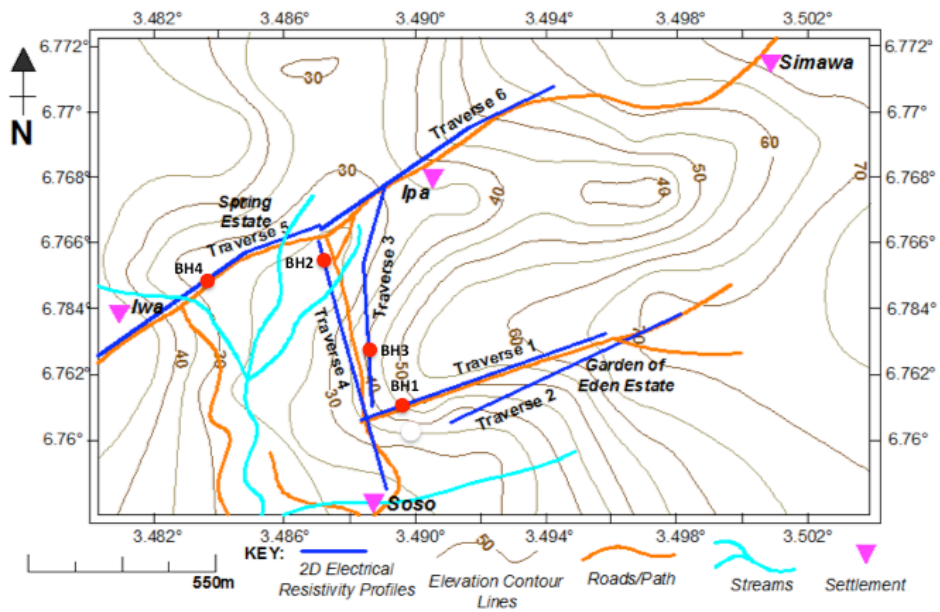 3.482° 3.486° 3.490° 3.494° 3.498° 3.502°
6.772° 6.772°
30
Simawa
6.77° 6.77°
Traverse 6
60
50
70
6.768° 6.768°
30
Ipa
40
40
Spring
Estate
6.766° 6.766°
Traverse 5
BH4
BH2
Traverse 3
6.784° 6.784°
Iwa
Traverse 4
60
70
BH3
Traverse 1
40
30
50
Garden of
Eden Estate
6.762° 6.762°
BH1
40
30
Traverse 2
6.76° 6.76°
N
Soso
3.482° 3.486° 3.490° 3.494° 3.498° 3.502°
50
KEY:
550m
2D Electrical
Resistivity Profiles
Elevation Contour
Lines
Roads/Path
Streams
Settlement